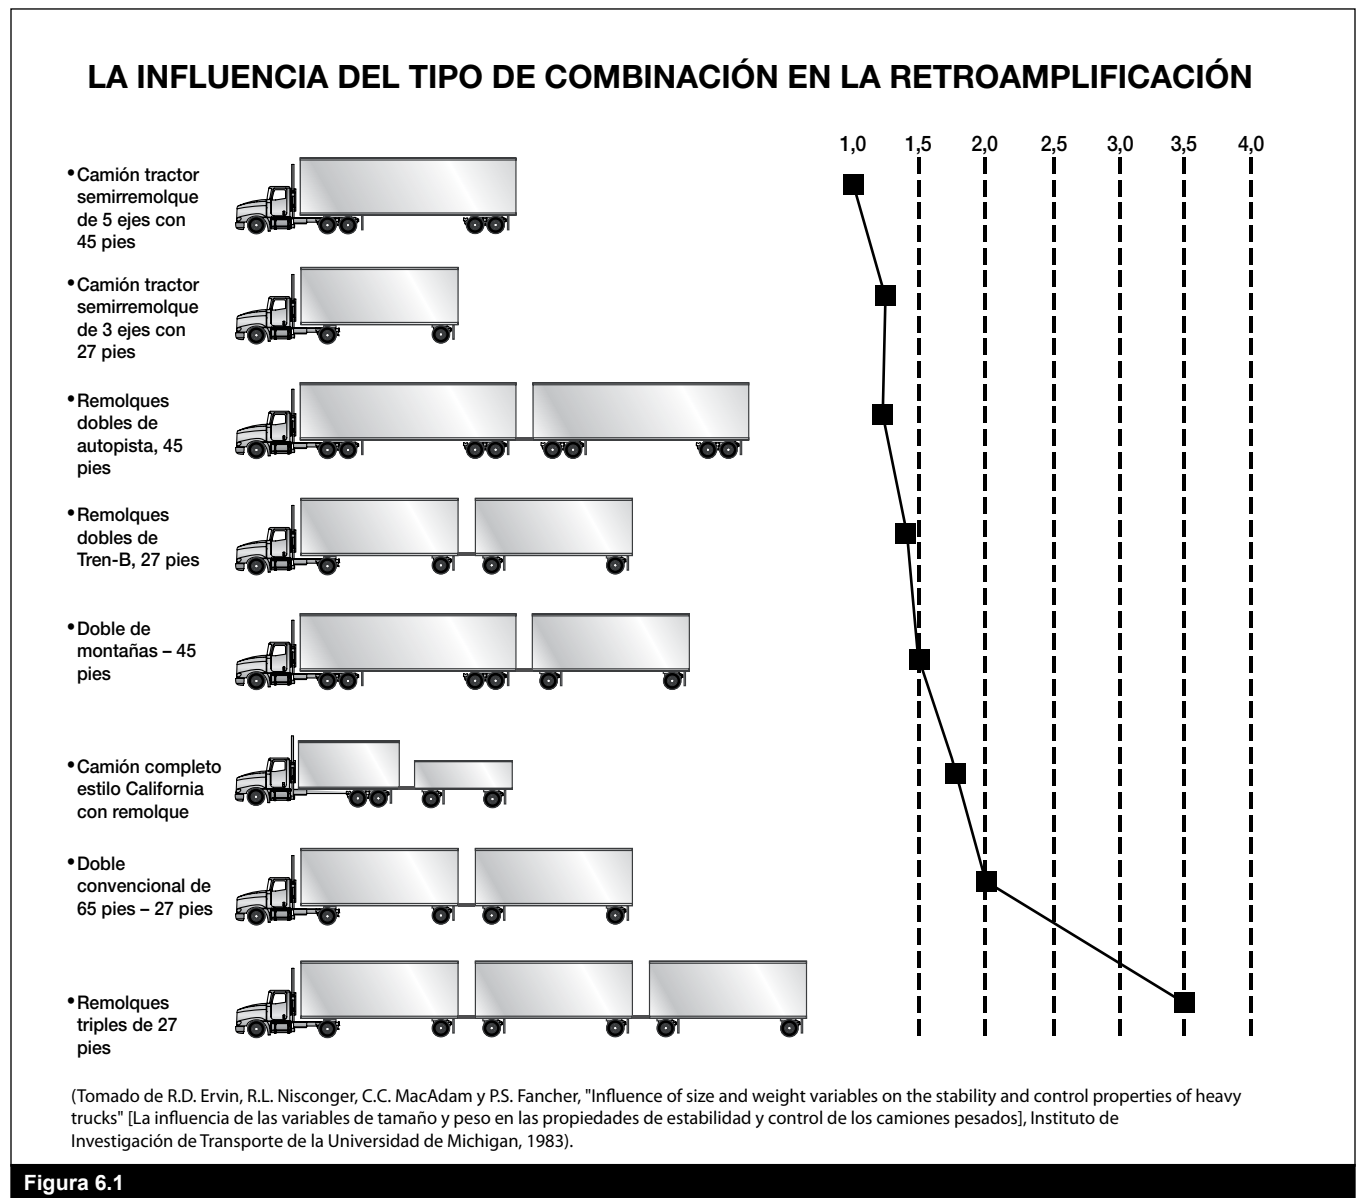 LA INFLUENCIA DEL TIPO DE COMBINACIÓN EN LA RETROAMPLIFICACIÓN
1,0 1,5 2,0 2,5 3,0 3,5 4,0
• Camión tractor
semirremolque
de 5 ejes con
45 pies
• Camión tractor
semirremolque
de 3 ejes con
27 pies
• Remolques
dobles de
autopista, 45
pies
• Remolques
dobles de
Tren-B, 27 pies
• Doble de
montañas – 45
pies
• Camión completo
estilo California
con remolque
• Doble
convencional de
65 pies – 27 pies
• Remolques
triples de 27
pies
(Tomado de R.D. Ervin, R.L. Nisconger, C.C. MacAdam y P.S. Fancher, "Influence of size and weight variables on the stability and control properties of heavy
trucks" [La influencia de las variables de tamaño y peso en las propiedades de estabilidad y control de los camiones pesados], Instituto de
Investigación de Transporte de la Universidad de Michigan, 1983).
Figura 6.1